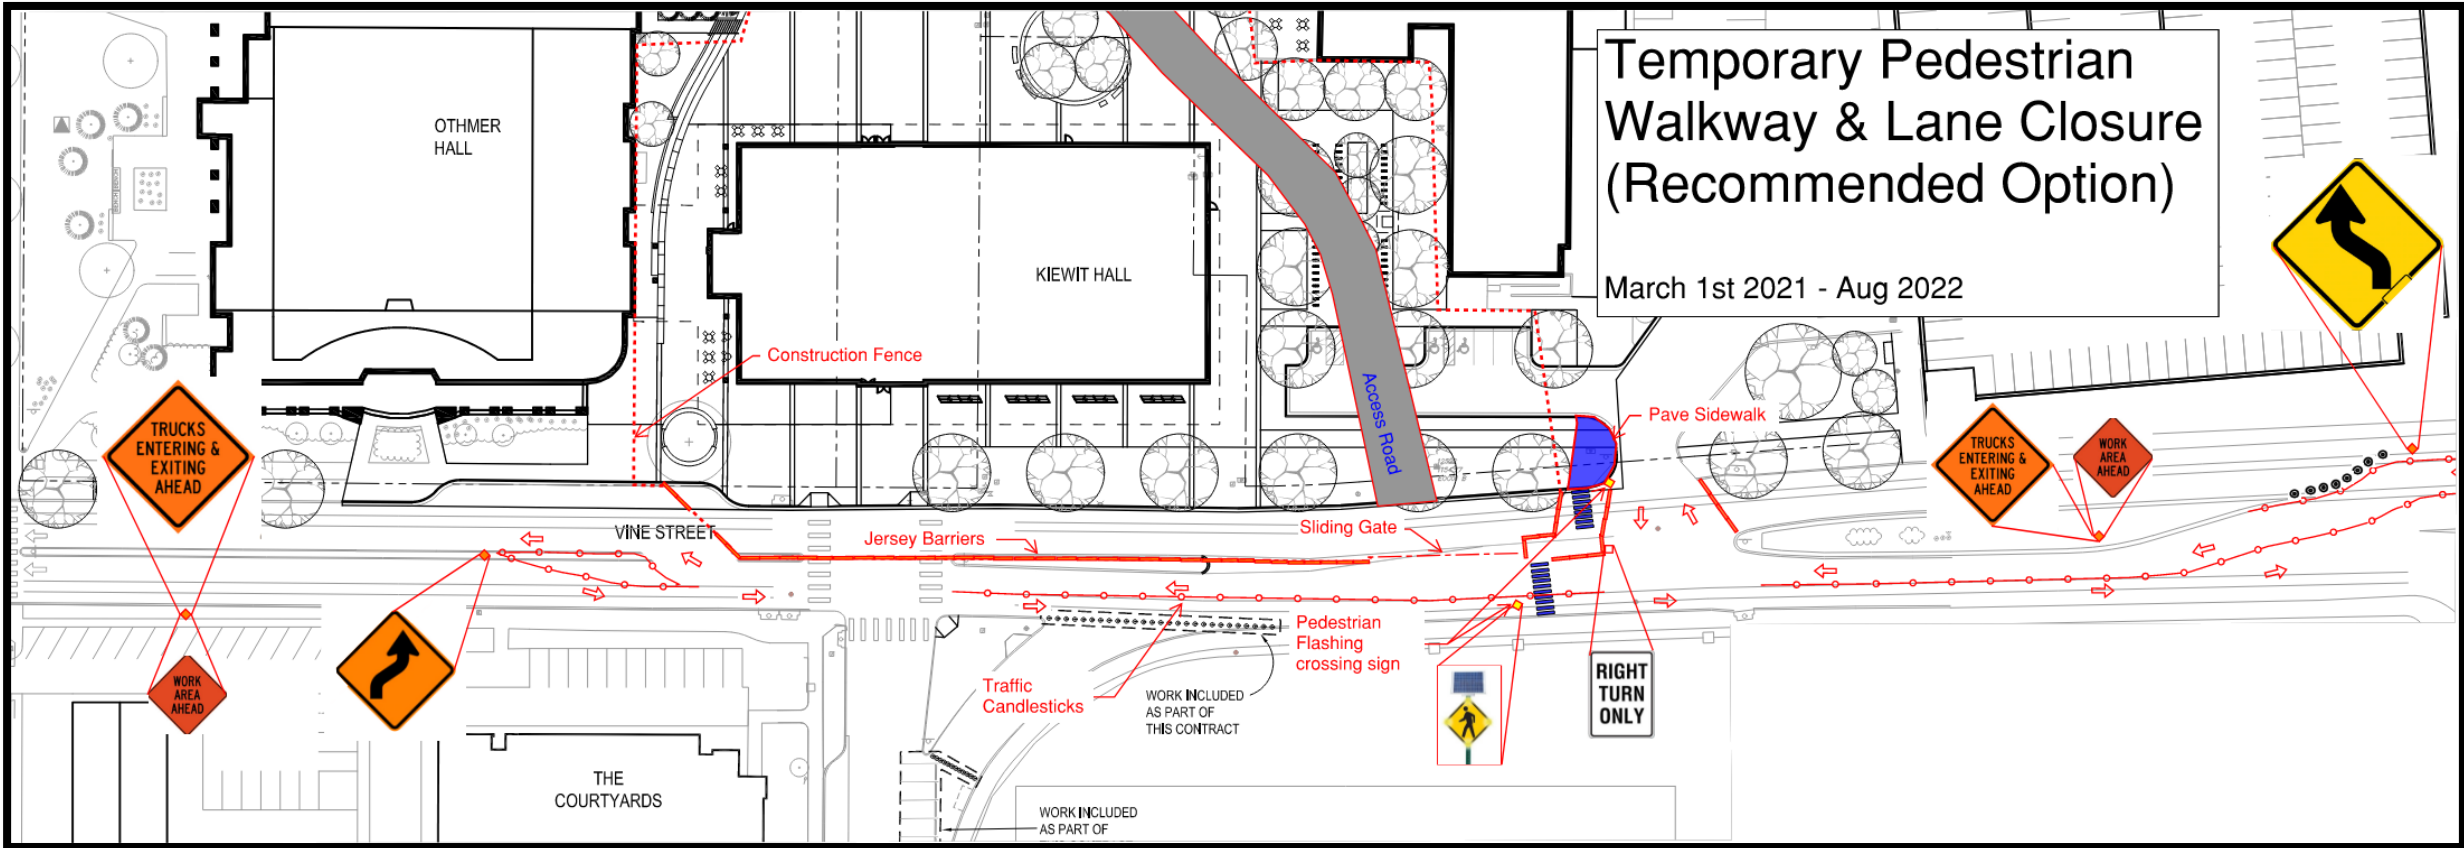 Temporary Pedestrian
Walkway & Lane Closure
(Recommended Option)
March 1st 2021 - Aug 2022
OTHMER
HALL
KIEWIT HALL
Construction Fence
Access Road
Pave Sidewalk
TRUCKS
ENTERING &
EXITING
AHEAD
TRUCKS
ENTERING &
EXITING
AHEAD
WORK
AREA
AHEAD
VINE STREET
Jersey Barriers
Sliding Gate
Pedestrian
Flashing
crossing sign
Traffic
Candlesticks
WORK INCLUDED
AS PART OF
THIS CONTRACT
RIGHT
TURN
ONLY
WORK
AREA
AHEAD
THE
COURTYARDS
WORK INCLUDED
AS PART OF